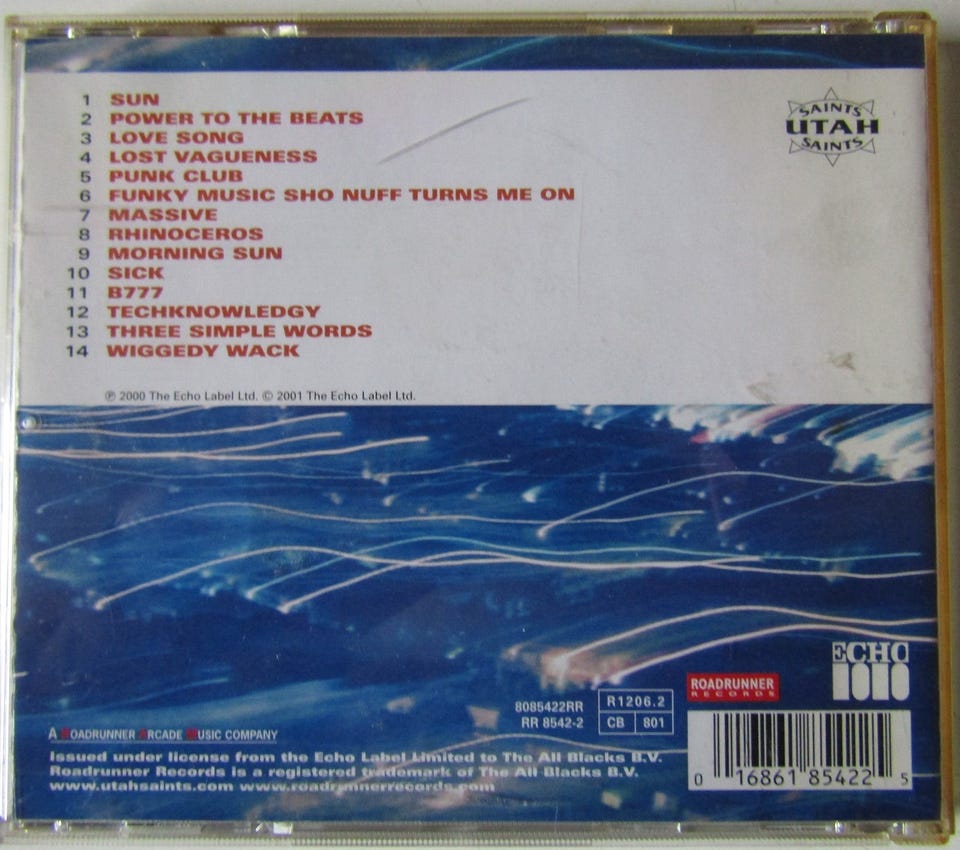 1 SUN
2 POWER TO THE BEATS
3 LOVE SONG
4 LOST VAGUENESS
5 PUNK CLUB
6 FUNKY MUSIC SHO NUFF TURNS ME ON
7 MASSIVE
8 RHINOCEROS
9 MORNING SUN
10 SICK
11 B777
12 TECHKNOWLEDGY
13 THREE SIMPLE WORDS
14 WIGGEDY WACK
SAINTS
UTAH
SAINTS
℗ 2000 The Echo Label Ltd. © 2001 The Echo Label Ltd.
ECHO
ROADRUNNER
RECORDS
8085422RR
RR 8542-2
R1206.2
CB 801
A ROADRUNNER ARCADE MUSIC COMPANY
Issued under license from the Echo Label Limited to The All Blacks B.V.
Roadrunner Records is a registered trademark of The All Blacks B.V.
www.utahsaints.com www.roadrunnerrecords.com
0 16861 85422 5